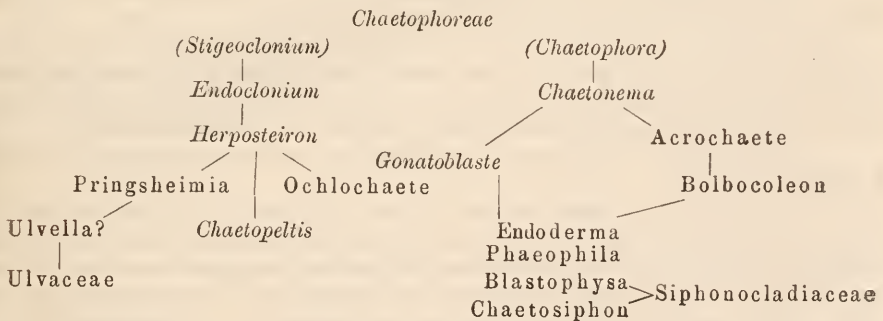 Chaetophoreae
(Stigeoclonium) (Chaetophora)
Endoclonium Chaetonema
Herposteiron Acrochaete
Gonatoblaste
Pringsheimia Ochlochaete Bolbocoleon
Ulvella? Chaetopeltis Endoderma
Phaeophila
Ulvaceae Blastophysa
Siphonocladiaceae
Chaetosiphon